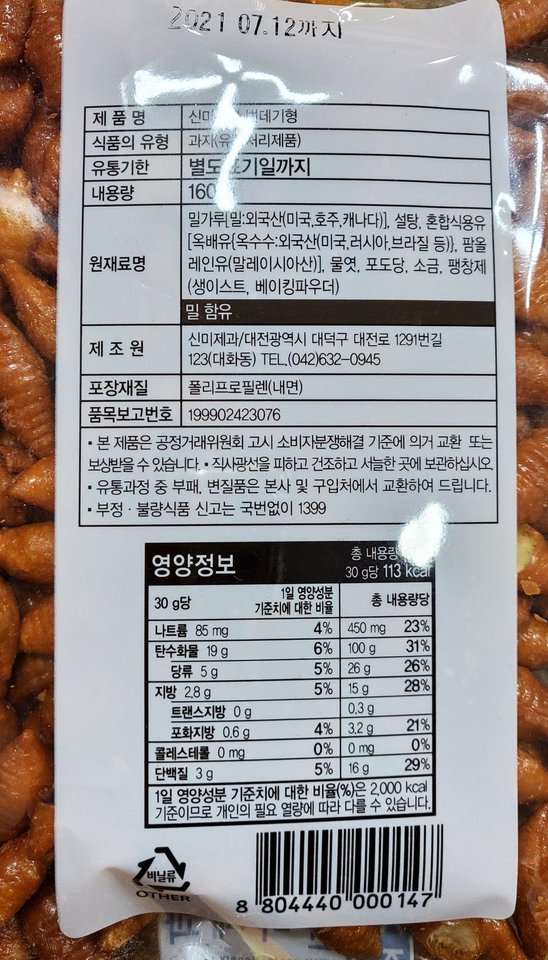 2021 07.12까지
제 품 명 신미 번데기형
식품의 유형 과자(유 처리제품)
유통기한 별도표기일까지
내용량 160
원재료명 밀가루[밀:외국산(미국,호주,캐나다)], 설탕, 혼합식용유
[옥배유{옥수수:외국산(미국,러시아,브라질 등)}, 팜올
레인유(말레이시아산)], 물엿, 포도당, 소금, 팽창제
(생이스트, 베이킹파우더)
밀 함유
제 조 원 신미제과/대전광역시 대덕구 대전로 1291번길
123(대화동) TEL.(042)632-0945
포장재질 폴리프로필렌(내면)
품목보고번호 199902423076
• 본 제품은 공정거래위원회 고시 소비자분쟁해결 기준에 의거 교환 또는
보상받을 수 있습니다. • 직사광선을 피하고 건조하고 서늘한 곳에 보관하십시오.
• 유통과정 중 부패, 변질품은 본사 및 구입처에서 교환하여 드립니다.
• 부정 · 불량식품 신고는 국번없이 1399
영양정보 총 내용량
30 g당 113 kcal
30 g당 1일 영양성분 기준치에 대한 비율 총 내용량당
나트륨 85 mg 4% 450 mg 23%
탄수화물 19 g 6% 100 g 31%
당류 5 g 5% 26 g 26%
지방 2.8 g 5% 15 g 28%
트랜스지방 0 g 0.3 g
포화지방 0.6 g 4% 3.2 g 21%
콜레스테롤 0 mg 0% 0 mg 0%
단백질 3 g 5% 16 g 29%
1일 영양성분 기준치에 대한 비율(%)은 2,000 kcal
기준이므로 개인의 필요 열량에 따라 다를 수 있습니다.
비닐류
OTHER
8 804440 000147